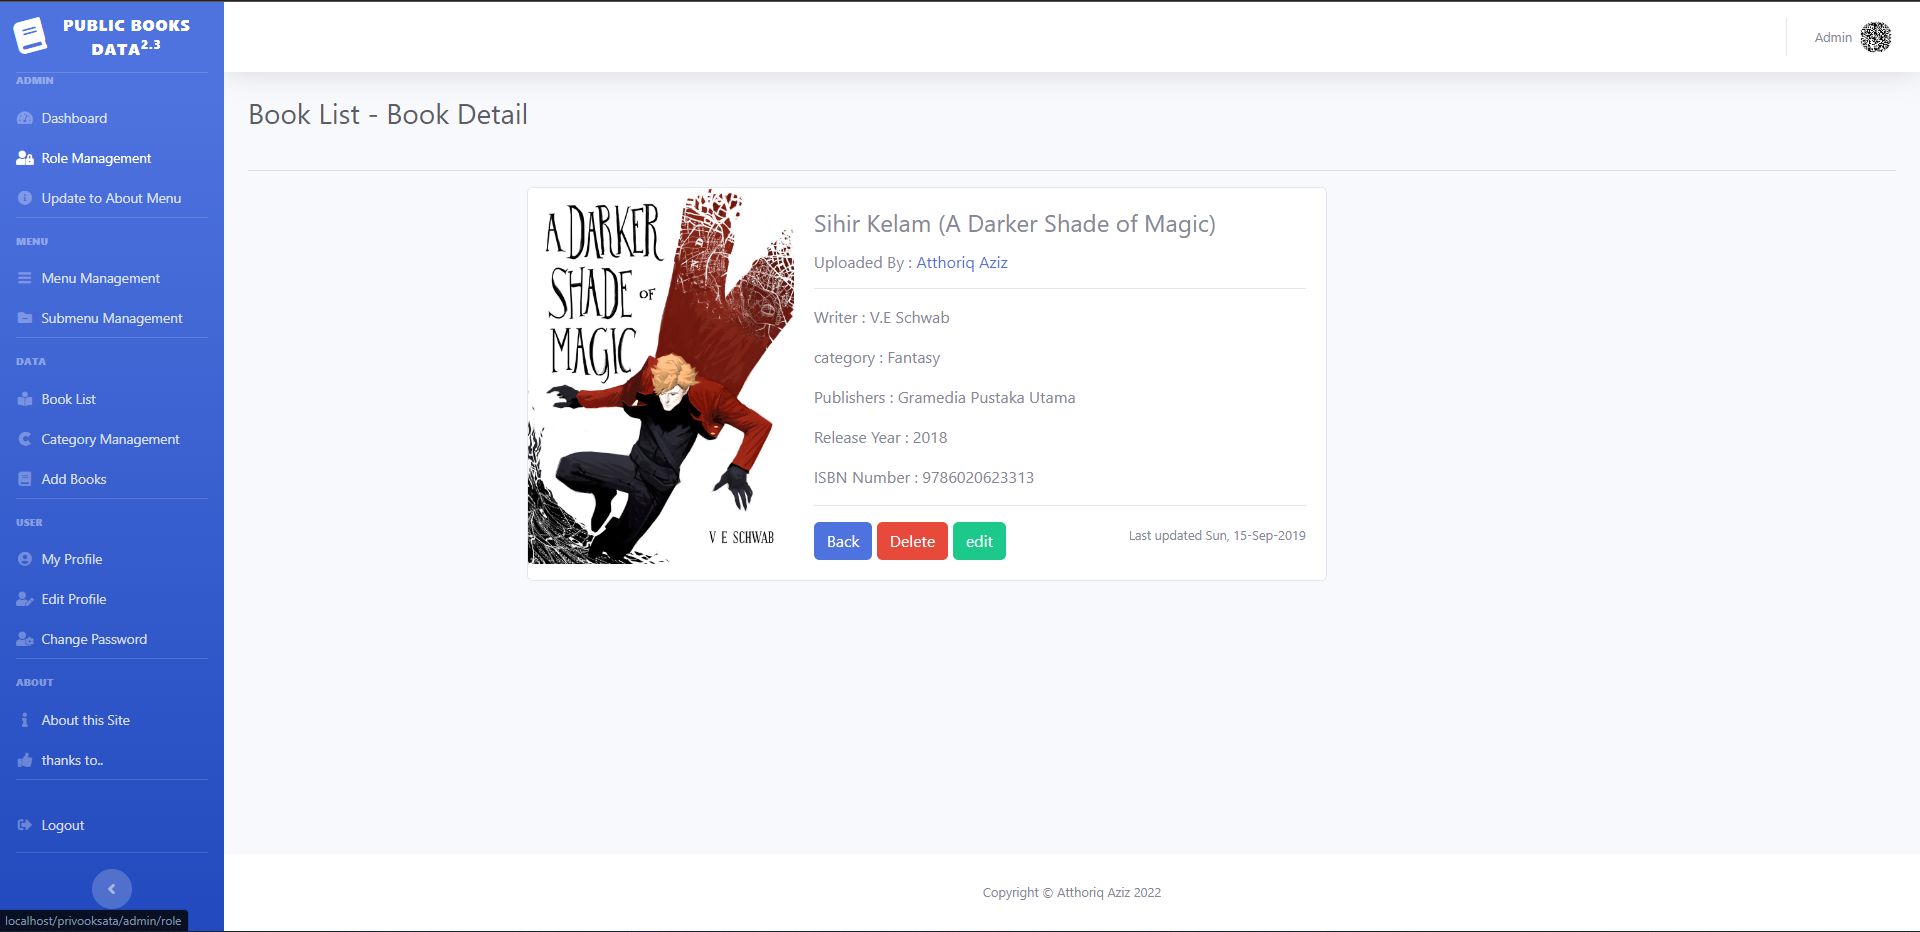 PUBLIC BOOKS
DATA2.3
ADMIN
Dashboard
Role Management
Update to About Menu
MENU
Menu Management
Submenu Management
DATA
Book List
Category Management
Add Books
USER
My Profile
Edit Profile
Change Password
ABOUT
About this Site
thanks to..
Logout
localhost/privooksata/admin/role
Admin
Book List - Book Detail
A DARKER
SHADE OF
MAGIC
V E SCHWAB
Sihir Kelam (A Darker Shade of Magic)
Uploaded By : Atthoriq Aziz
Writer : V.E Schwab
category : Fantasy
Publishers : Gramedia Pustaka Utama
Release Year : 2018
ISBN Number : 9786020623313
Back Delete edit
Last updated Sun, 15-Sep-2019
Copyright © Atthoriq Aziz 2022